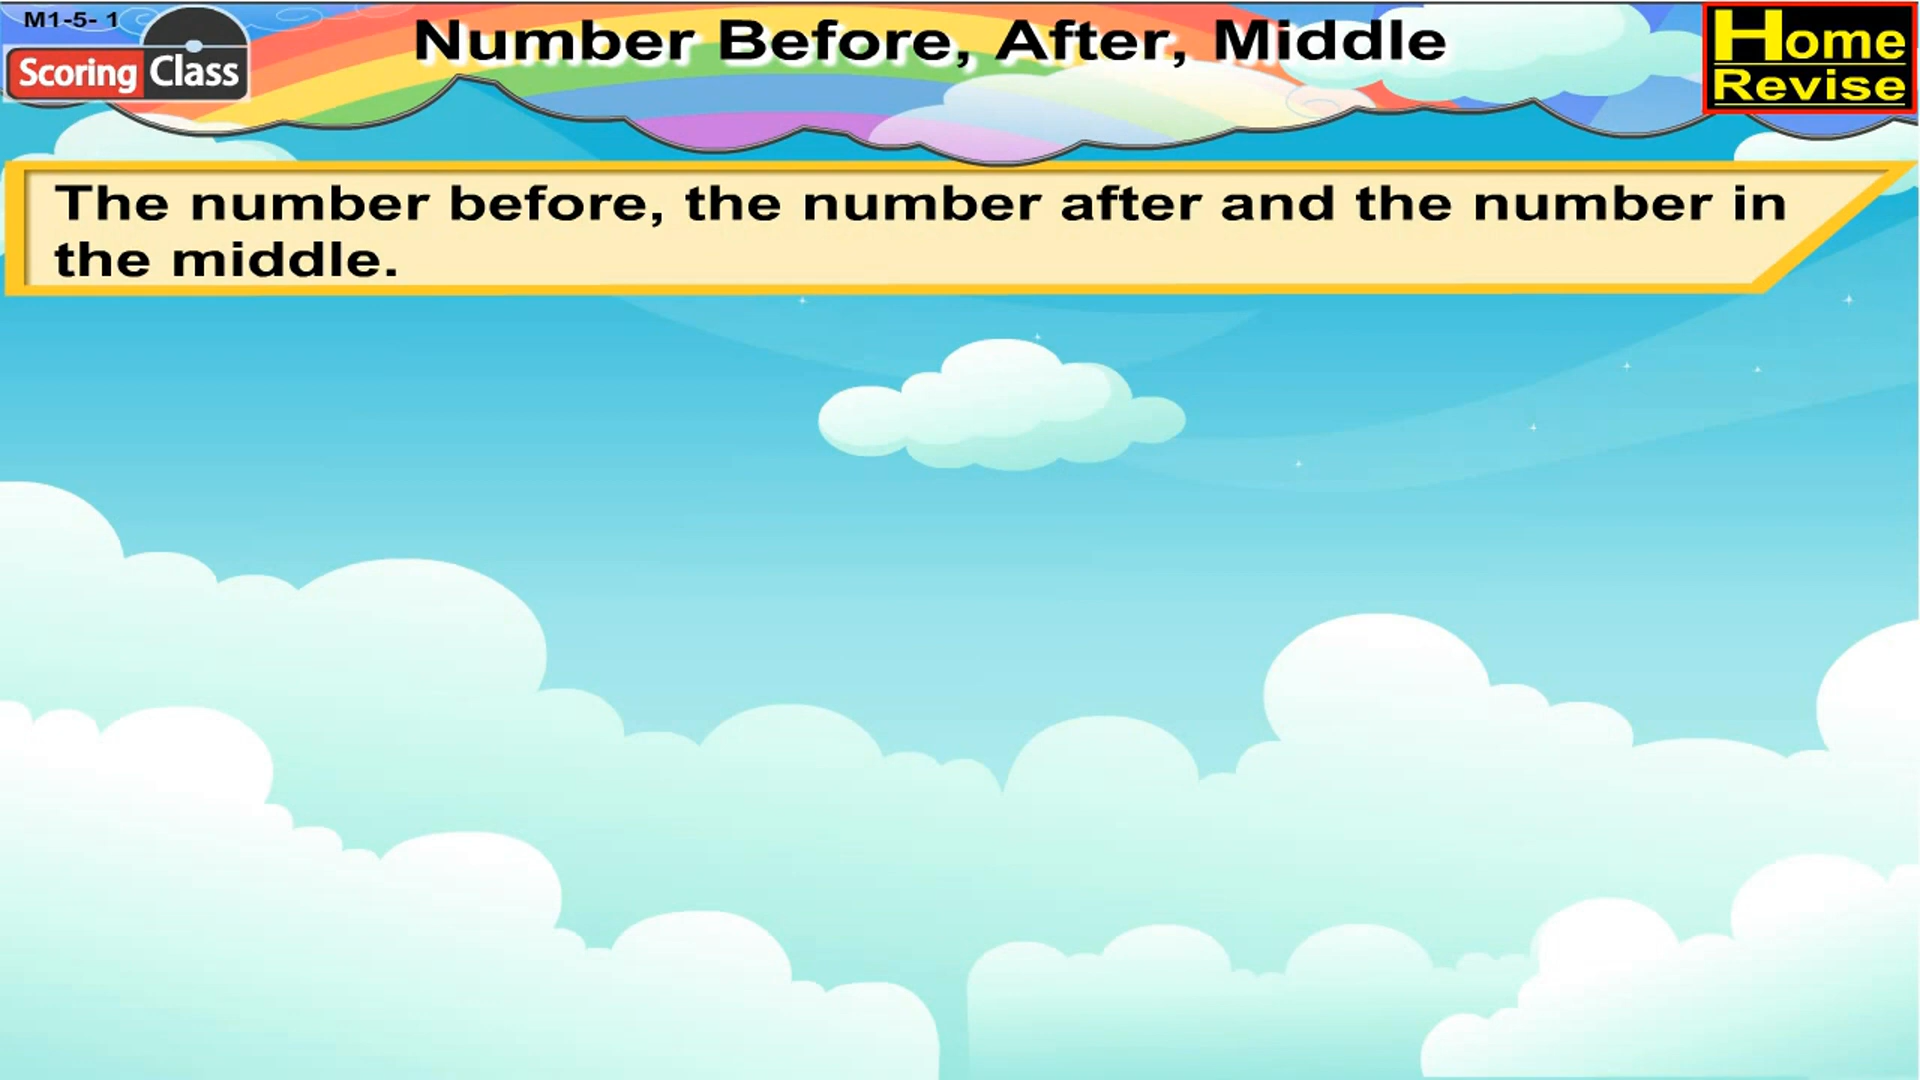 M1-5- 1
Scoring Class
Number Before, After, Middle
Home
Revise
The number before, the number after and the number in
the middle.